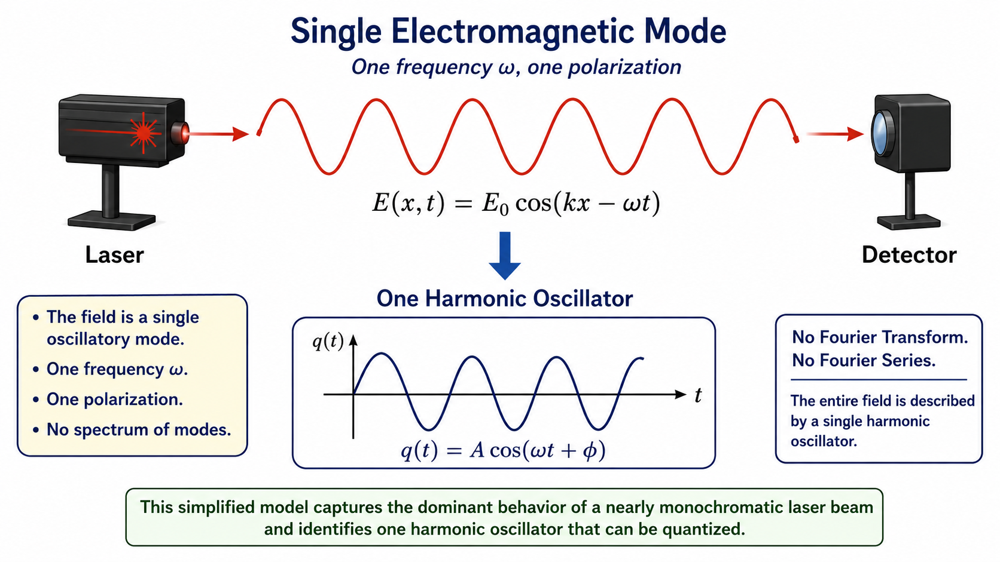 Single Electromagnetic Mode
One frequency ω, one polarization
E(x, t) = E₀ cos(kx − ωt)
Laser
Detector
One Harmonic Oscillator
• The field is a single
oscillatory mode.
• One frequency ω.
• One polarization.
• No spectrum of modes.
q(t)
t
q(t) = A cos(ωt + ϕ)
No Fourier Transform.
No Fourier Series.
The entire field is described
by a single harmonic
oscillator.
This simplified model captures the dominant behavior of a nearly monochromatic laser beam
and identifies one harmonic oscillator that can be quantized.